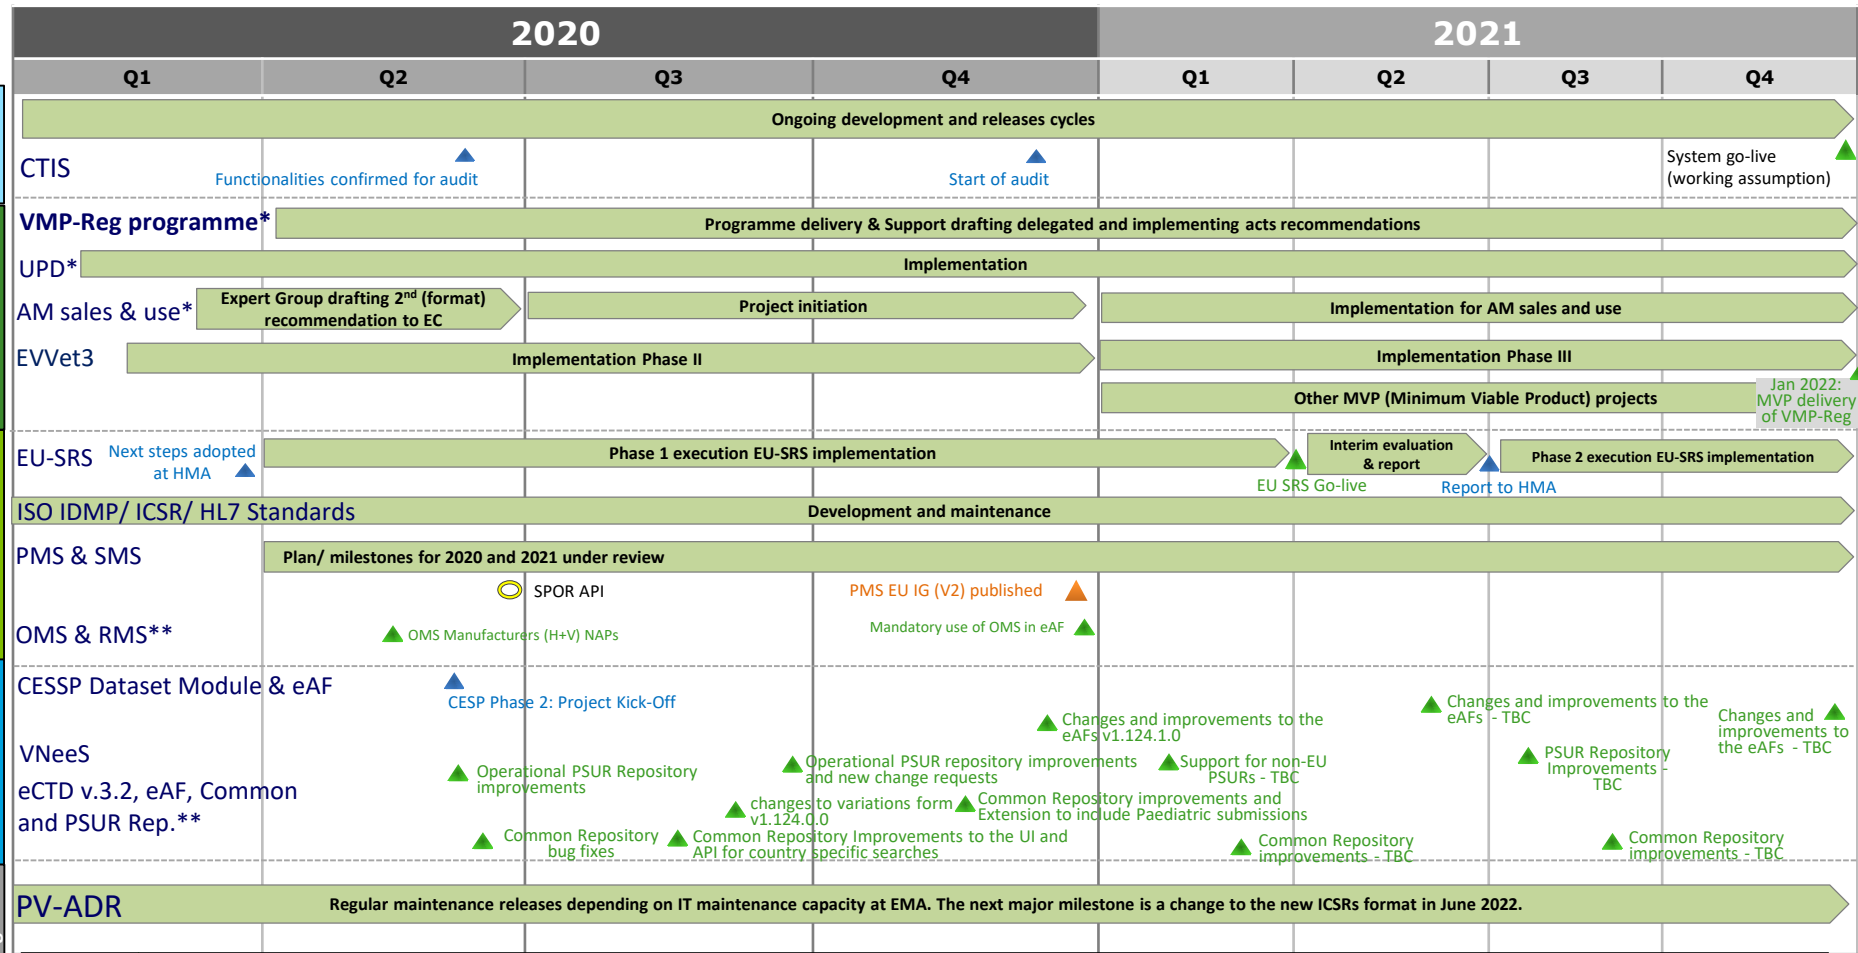 2020
2021
Q1
Q2
Q3
Q4
Q1
Q2
Q3
Q4
Ongoing development and releases cycles
CTIS
Functionalities confirmed for audit
Start of audit
System go-live
(working assumption)
VMP-Reg programme*
Programme delivery & Support drafting delegated and implementing acts recommendations
UPD*
Implementation
AM sales & use*
Expert Group drafting 2nd (format)
recommendation to EC
Project initiation
Implementation for AM sales and use
EVVet3
Implementation Phase II
Implementation Phase III
Other MVP (Minimum Viable Product) projects
Jan 2022:
MVP delivery
of VMP-Reg
EU-SRS
Next steps adopted
at HMA
Phase 1 execution EU-SRS implementation
EU SRS Go-live
Interim evaluation
& report
Report to HMA
Phase 2 execution EU-SRS implementation
ISO IDMP/ ICSR/ HL7 Standards
Development and maintenance
PMS & SMS
Plan/ milestones for 2020 and 2021 under review
SPOR API
PMS EU IG (V2) published
OMS & RMS**
OMS Manufacturers (H+V) NAPs
Mandatory use of OMS in eAF
CESSP Dataset Module & eAF
CESP Phase 2: Project Kick-Off
Changes and improvements to the
eAFs v1.124.1.0
Changes and improvements to the
eAFs - TBC
Changes and
improvements to
the eAFs - TBC
VNeeS
Operational PSUR Repository
improvements
Operational PSUR repository improvements
and new change requests
Support for non-EU
PSURs - TBC
PSUR Repository
Improvements -
TBC
eCTD v.3.2, eAF, Common
and PSUR Rep.**
changes to variations form
v1.124.0.0
Common Repository improvements and
Extension to include Paediatric submissions
Common Repository
bug fixes
Common Repository Improvements to the UI and
API for country specific searches
Common Repository
improvements - TBC
Common Repository
improvements - TBC
PV-ADR
Regular maintenance releases depending on IT maintenance capacity at EMA. The next major milestone is a change to the new ICSRs format in June 2022.